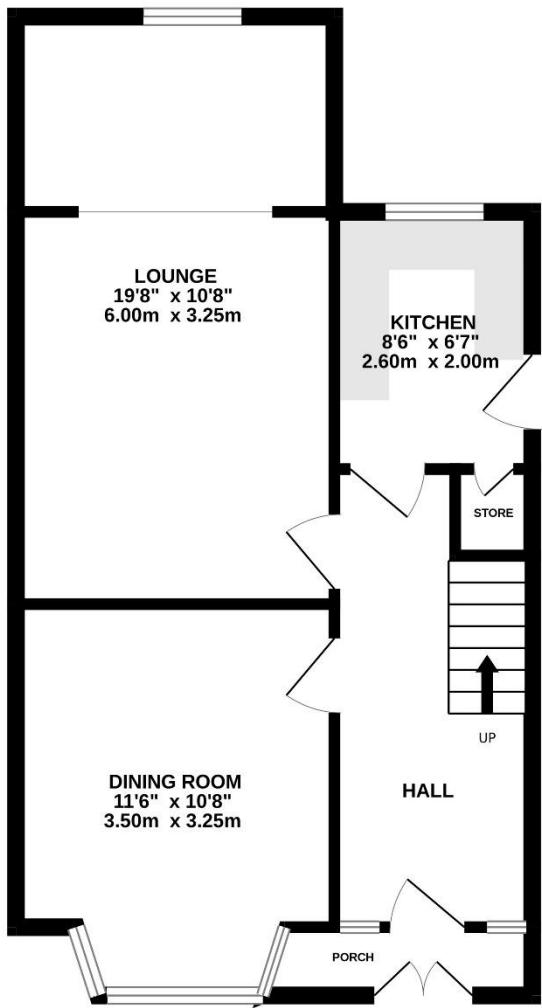 LOUNGE
19'8" x 10'8"
6.00m x 3.25m
KITCHEN
8'6" x 6'7"
2.60m x 2.00m
STORE
UP
DINING ROOM
11'6" x 10'8"
3.50m x 3.25m
HALL
PORCH